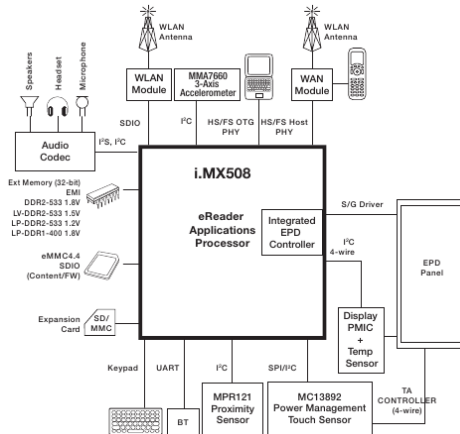 WLAN
Antenna
WLAN
Antenna
Speakers
Headset
Microphone
WLAN
Module
MMA7660
3-Axis
Accelerometer
WAN
Module
SDIO
I²C
HS/FS OTG
PHY
HS/FS Host
PHY
Audio
Codec
I²S, I²C
i.MX508
eReader
Applications
Processor
Integrated
EPD
Controller
Ext Memory (32-bit)
EMI
DDR2-533 1.8V
LV-DDR2-533 1.5V
LP-DDR2-533 1.2V
LP-DDR1-400 1.8V
S/G Driver
I²C
4-wire
EPD
Panel
eMMC4.4
SDIO
(Content/FW)
Expansion
Card
SD/
MMC
Display
PMIC
+
Temp
Sensor
Keypad
UART
I²C
SPI/I²C
TA
CONTROLLER
(4-wire)
BT
MPR121
Proximity
Sensor
MC13892
Power Management
Touch Sensor